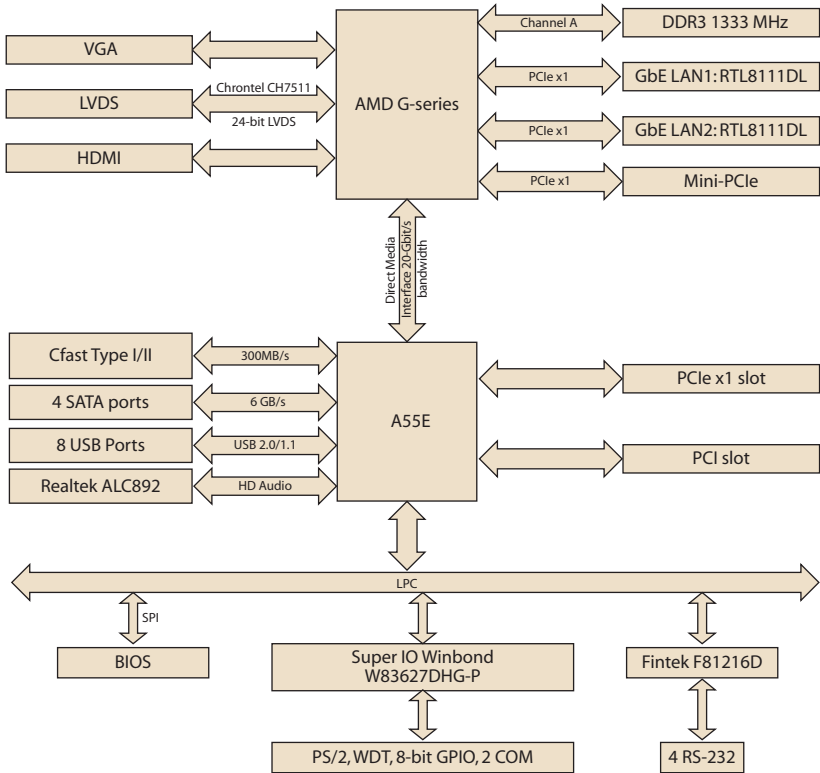 VGA
Chrontel CH7511
LVDS
24-bit LVDS
HDMI
AMD G-series
Channel A
DDR3 1333 MHz
PCIe x1
GbE LAN1: RTL8111DL
PCIe x1
GbE LAN2: RTL8111DL
PCIe x1
Mini-PCIe
Direct Media
Interface 20-Gbit/s
bandwidth
Cfast Type I/II
300MB/s
4 SATA ports
6 GB/s
8 USB Ports
USB 2.0/1.1
Realtek ALC892
HD Audio
A55E
PCIe x1 slot
PCI slot
LPC
SPI
BIOS
Super IO Winbond
W83627DHG-P
Fintek F81216D
PS/2, WDT, 8-bit GPIO, 2 COM
4 RS-232